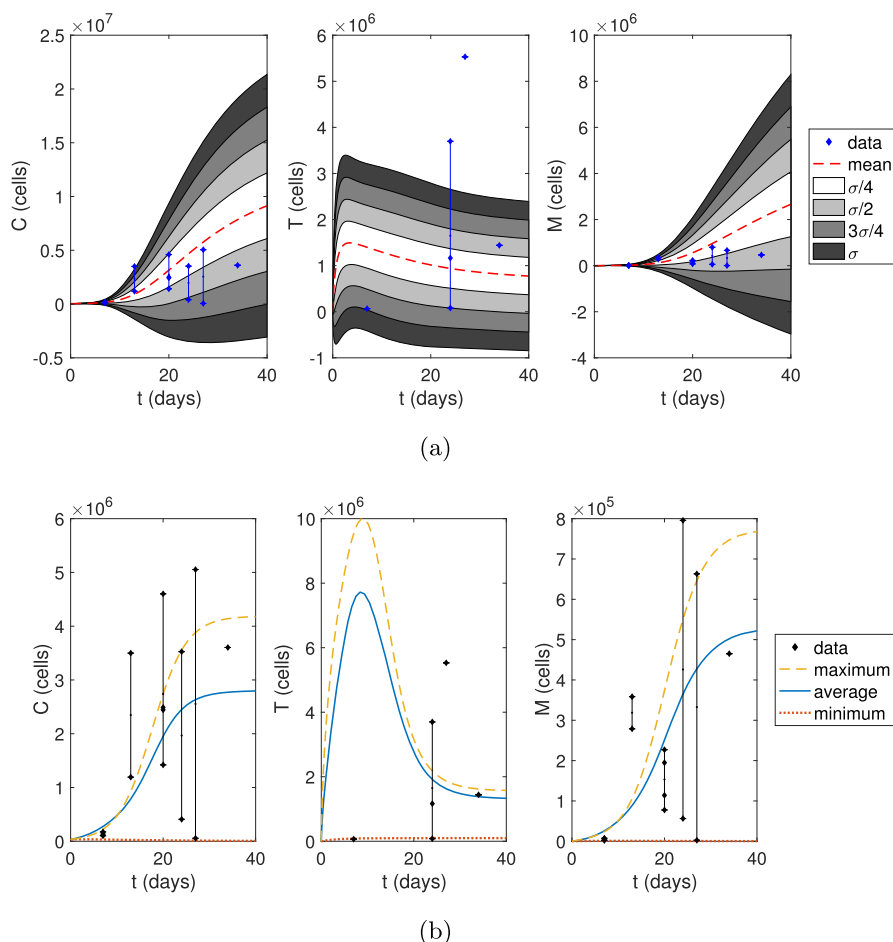 ×10^7
2.5
2
1.5
1
0.5
0
-0.5
C (cells)
0 20 40
t (days)
×10^6
6
5
4
3
2
1
0
-1
T (cells)
0 20 40
t (days)
×10^6
10
8
6
4
2
0
-2
-4
M (cells)
0 20 40
t (days)
data
mean
σ/4
σ/2
3σ/4
σ
(a)
×10^6
6
5
4
3
2
1
0
C (cells)
0 20 40
t (days)
×10^6
10
8
6
4
2
0
T (cells)
0 20 40
t (days)
×10^5
8
7
6
5
4
3
2
1
0
M (cells)
0 20 40
t (days)
data
maximum
average
minimum
(b)